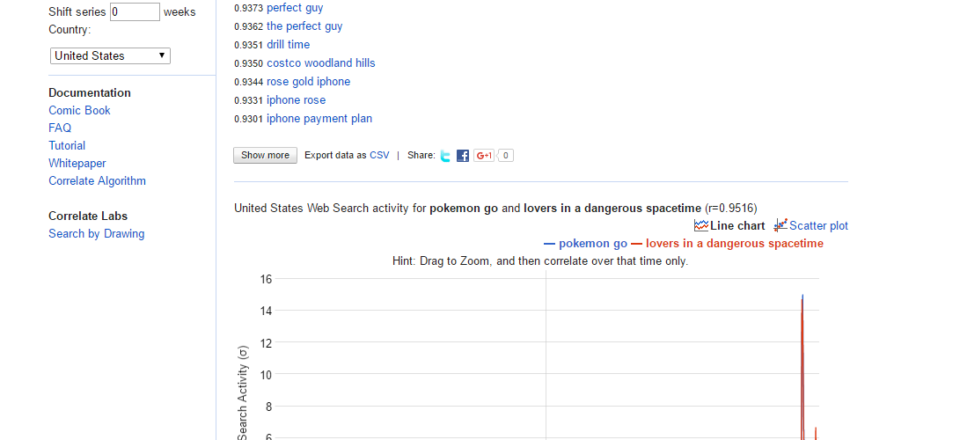 Shift series 0 weeks
Country:
United States
Documentation
Comic Book
FAQ
Tutorial
Whitepaper
Correlate Algorithm
Correlate Labs
Search by Drawing
0.9373 perfect guy
0.9362 the perfect guy
0.9351 drill time
0.9350 costco woodland hills
0.9344 rose gold iphone
0.9331 iphone rose
0.9301 iphone payment plan
Show more Export data as CSV | Share: G+1 0
United States Web Search activity for pokemon go and lovers in a dangerous spacetime (r=0.9516)
Line chart Scatter plot
pokemon go lovers in a dangerous spacetime
Hint: Drag to Zoom, and then correlate over that time only.
16
14
12
10
8
6
Search Activity (σ)